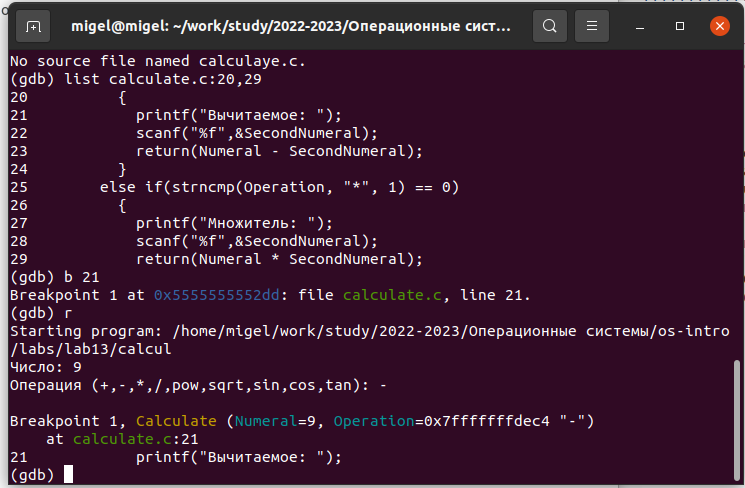 migel@migel: ~/work/study/2022-2023/Операционные сист...
No source file named calculaye.c.
(gdb) list calculate.c:20,29
20          {
21            printf("Вычитаемое: ");
22            scanf("%f",&SecondNumeral);
23            return(Numeral - SecondNumeral);
24          }
25        else if(strncmp(Operation, "*", 1) == 0)
26          {
27            printf("Множитель: ");
28            scanf("%f",&SecondNumeral);
29            return(Numeral * SecondNumeral);
(gdb) b 21
Breakpoint 1 at 0x5555555552dd: file calculate.c, line 21.
(gdb) r
Starting program: /home/migel/work/study/2022-2023/Операционные системы/os-intro
/labs/lab13/calcul
Число: 9
Операция (+,-,*,/,pow,sqrt,sin,cos,tan): -
Breakpoint 1, Calculate (Numeral=9, Operation=0x7fffffffdec4 "-")
    at calculate.c:21
21            printf("Вычитаемое: ");
(gdb)